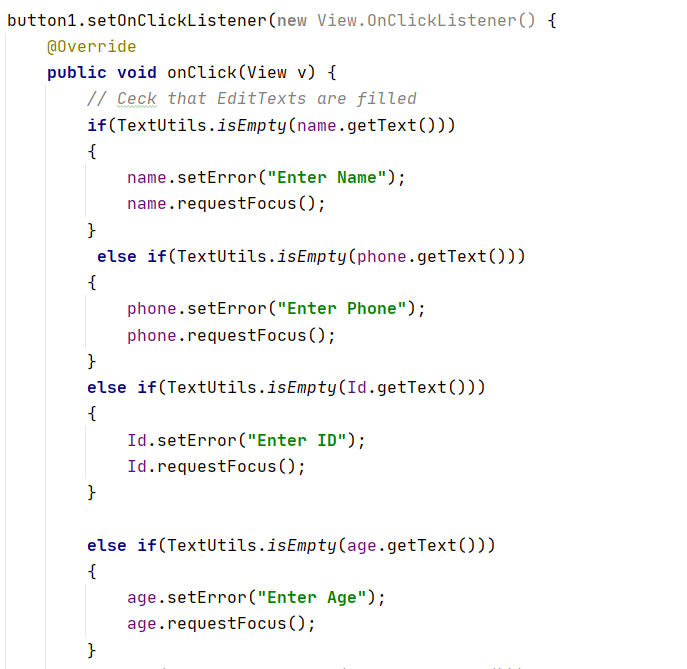 button1.setOnClickListener(new View.OnClickListener() {
@Override
public void onClick(View v) {
// Ceck that EditTexts are filled
if(TextUtils.isEmpty(name.getText()))
{
name.setError("Enter Name");
name.requestFocus();
}
else if(TextUtils.isEmpty(phone.getText()))
{
phone.setError("Enter Phone");
phone.requestFocus();
}
else if(TextUtils.isEmpty(Id.getText()))
{
Id.setError("Enter ID");
Id.requestFocus();
}
else if(TextUtils.isEmpty(age.getText()))
{
age.setError("Enter Age");
age.requestFocus();
}